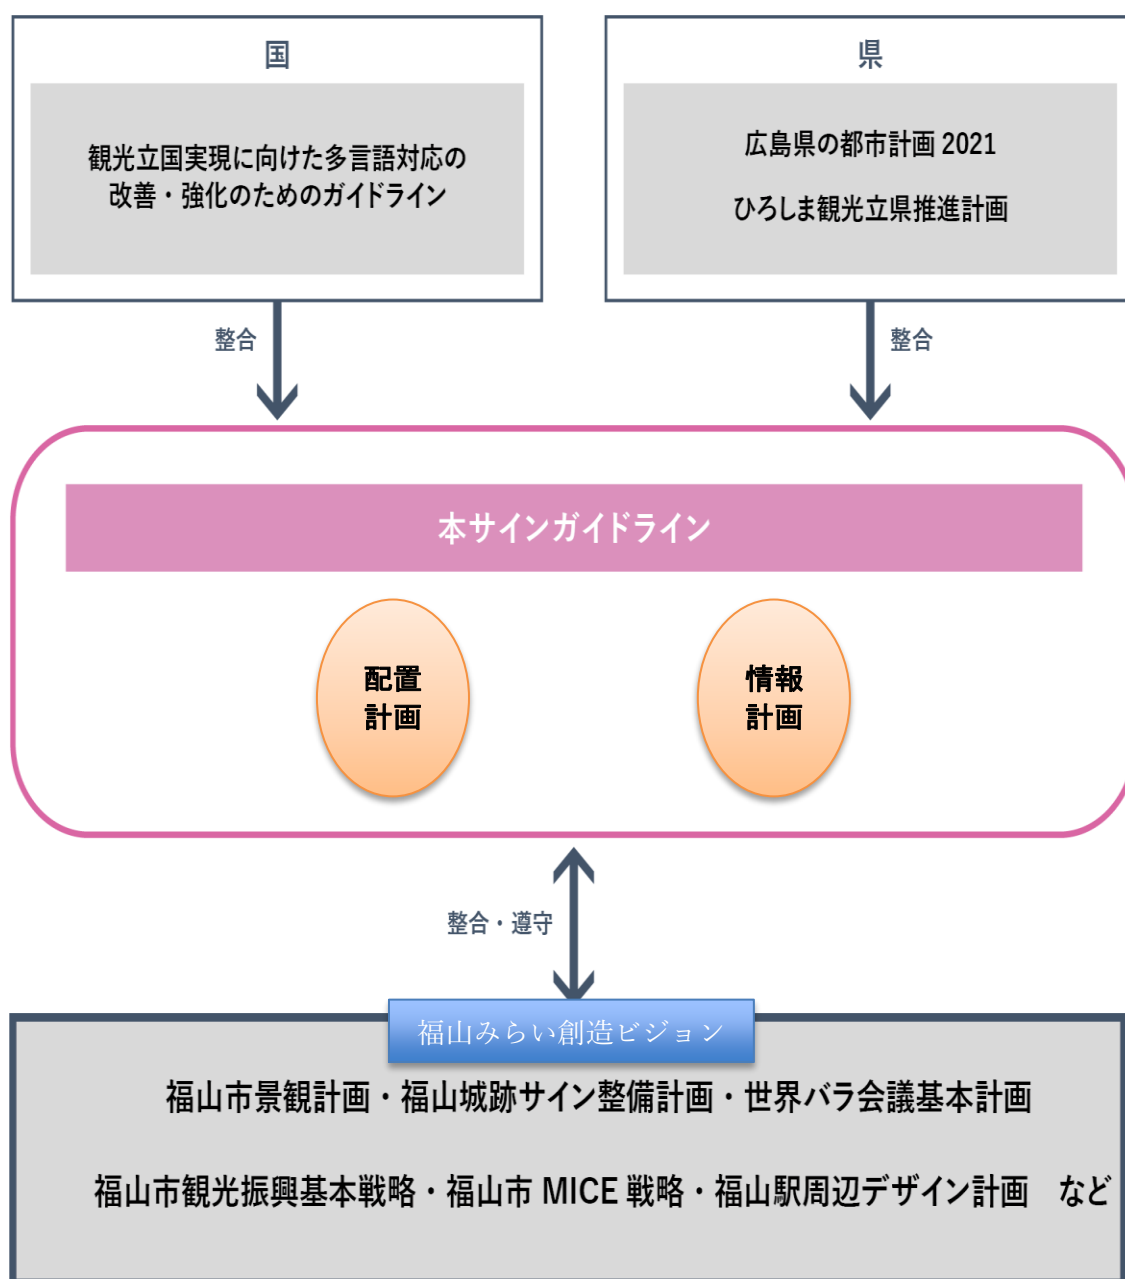 国
観光立国実現に向けた多言語対応の
改善・強化のためのガイドライン
県
広島県の都市計画 2021
ひろしま観光立県推進計画
整合
整合
本サインガイドライン
配置
計画
情報
計画
整合・遵守
福山みらい創造ビジョン
福山市景観計画・福山城跡サイン整備計画・世界バラ会議基本計画
福山市観光振興基本戦略・福山市 MICE 戦略・福山駅周辺デザイン計画　など